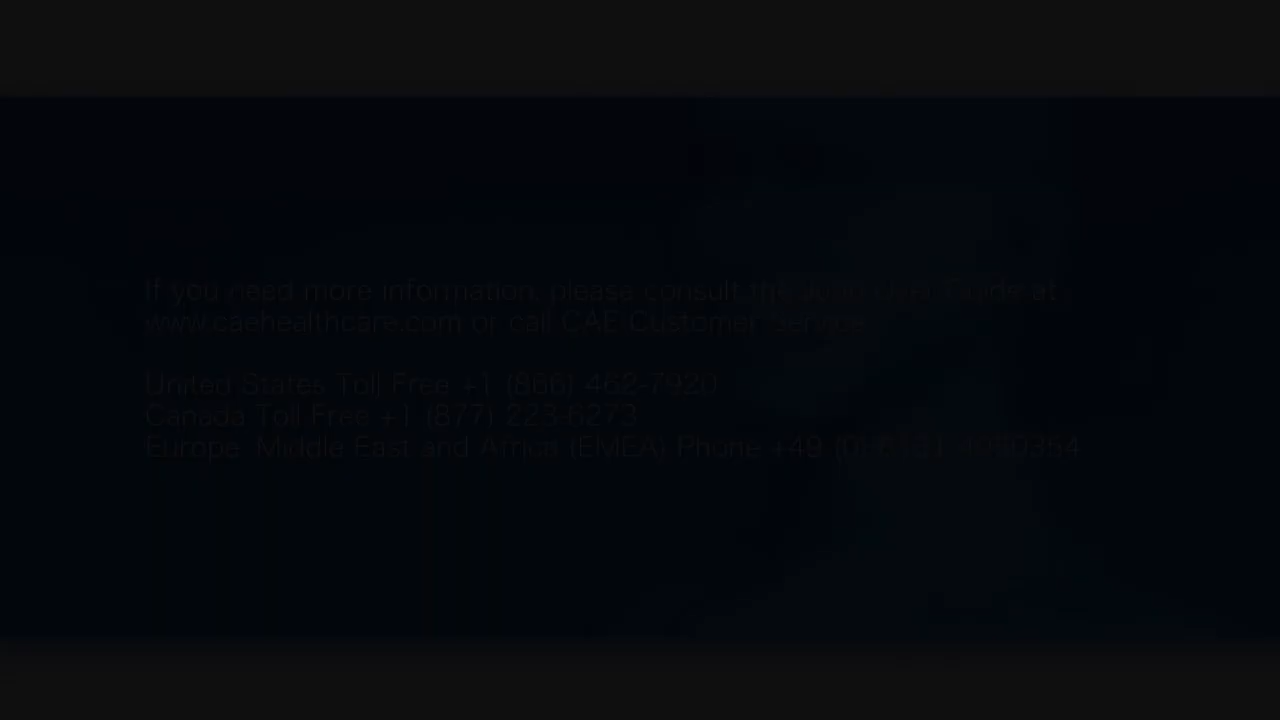 If you need more information, please consult the User Guide at
www.caehealthcare.com or call CAE Customer Service
United States Toll Free +1 (866) 462-7920
Canada Toll Free +1 (877) 223-6273
Europe, Middle East and Africa (EMEA) Phone +49